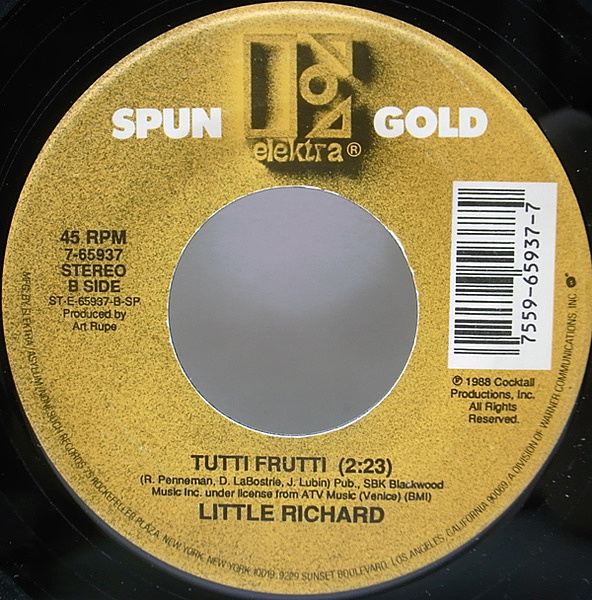 SPUN GOLD
elektra®
45 RPM
7-65937
STEREO
B SIDE
ST-E-65937-B-SP
Produced by
Art Rupe
7559-65937-7
℗ 1988 Cocktail
Productions, Inc.
All Rights
Reserved.
TUTTI FRUTTI (2:23)
(R. Penneman, D. LaBostrie, J. Lubin) Pub., SBK Blackwood
Music Inc. under license from ATV Music (Venice) (BMI)
LITTLE RICHARD
MFG. BY ELEKTRA/ASYLUM/NONESUCH RECORDS, 75 ROCKEFELLER PLAZA, NEW YORK, NEW YORK 10019. 9229 SUNSET BOULEVARD, LOS ANGELES, CALIFORNIA 90069. A DIVISION OF WARNER COMMUNICATIONS, INC.